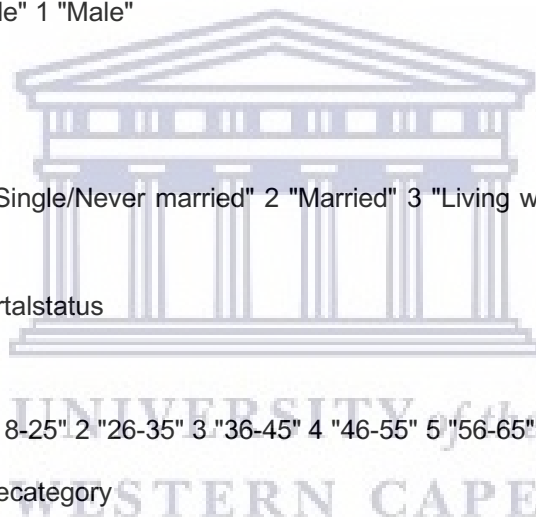 le" 1 "Male"
Single/Never married" 2 "Married" 3 "Living w
rtalstatus
8-25" 2 "26-35" 3 "36-45" 4 "46-55" 5 "56-65"
UNIVERSITY of the
ecategory
WESTERN CAPE